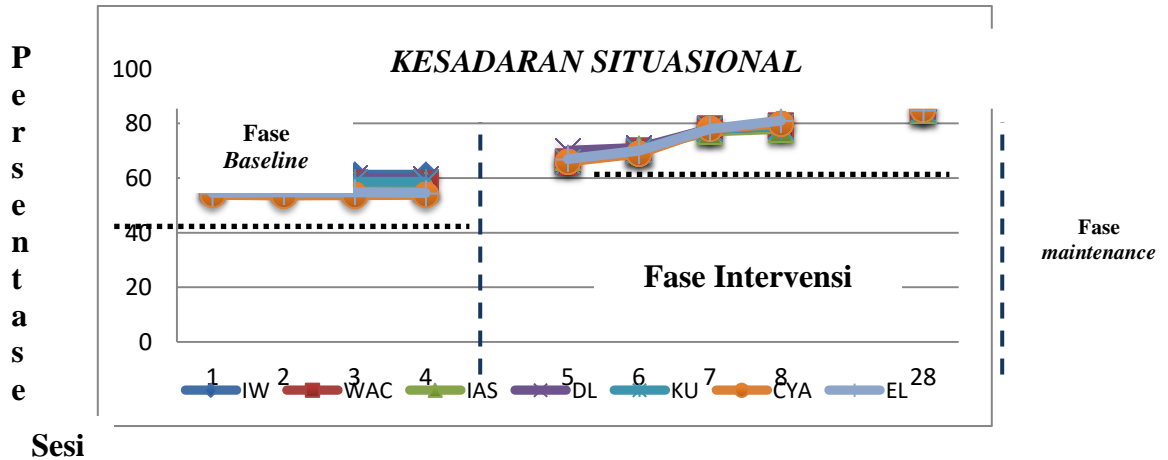 Persentase
KESADARAN SITUASIONAL
100
80
60
40
20
0
Fase
Baseline
Fase Intervensi
Fase
maintenance
1 2 3 4 5 6 7 8 28
IW WAC IAS DL KU CYA EL
Sesi